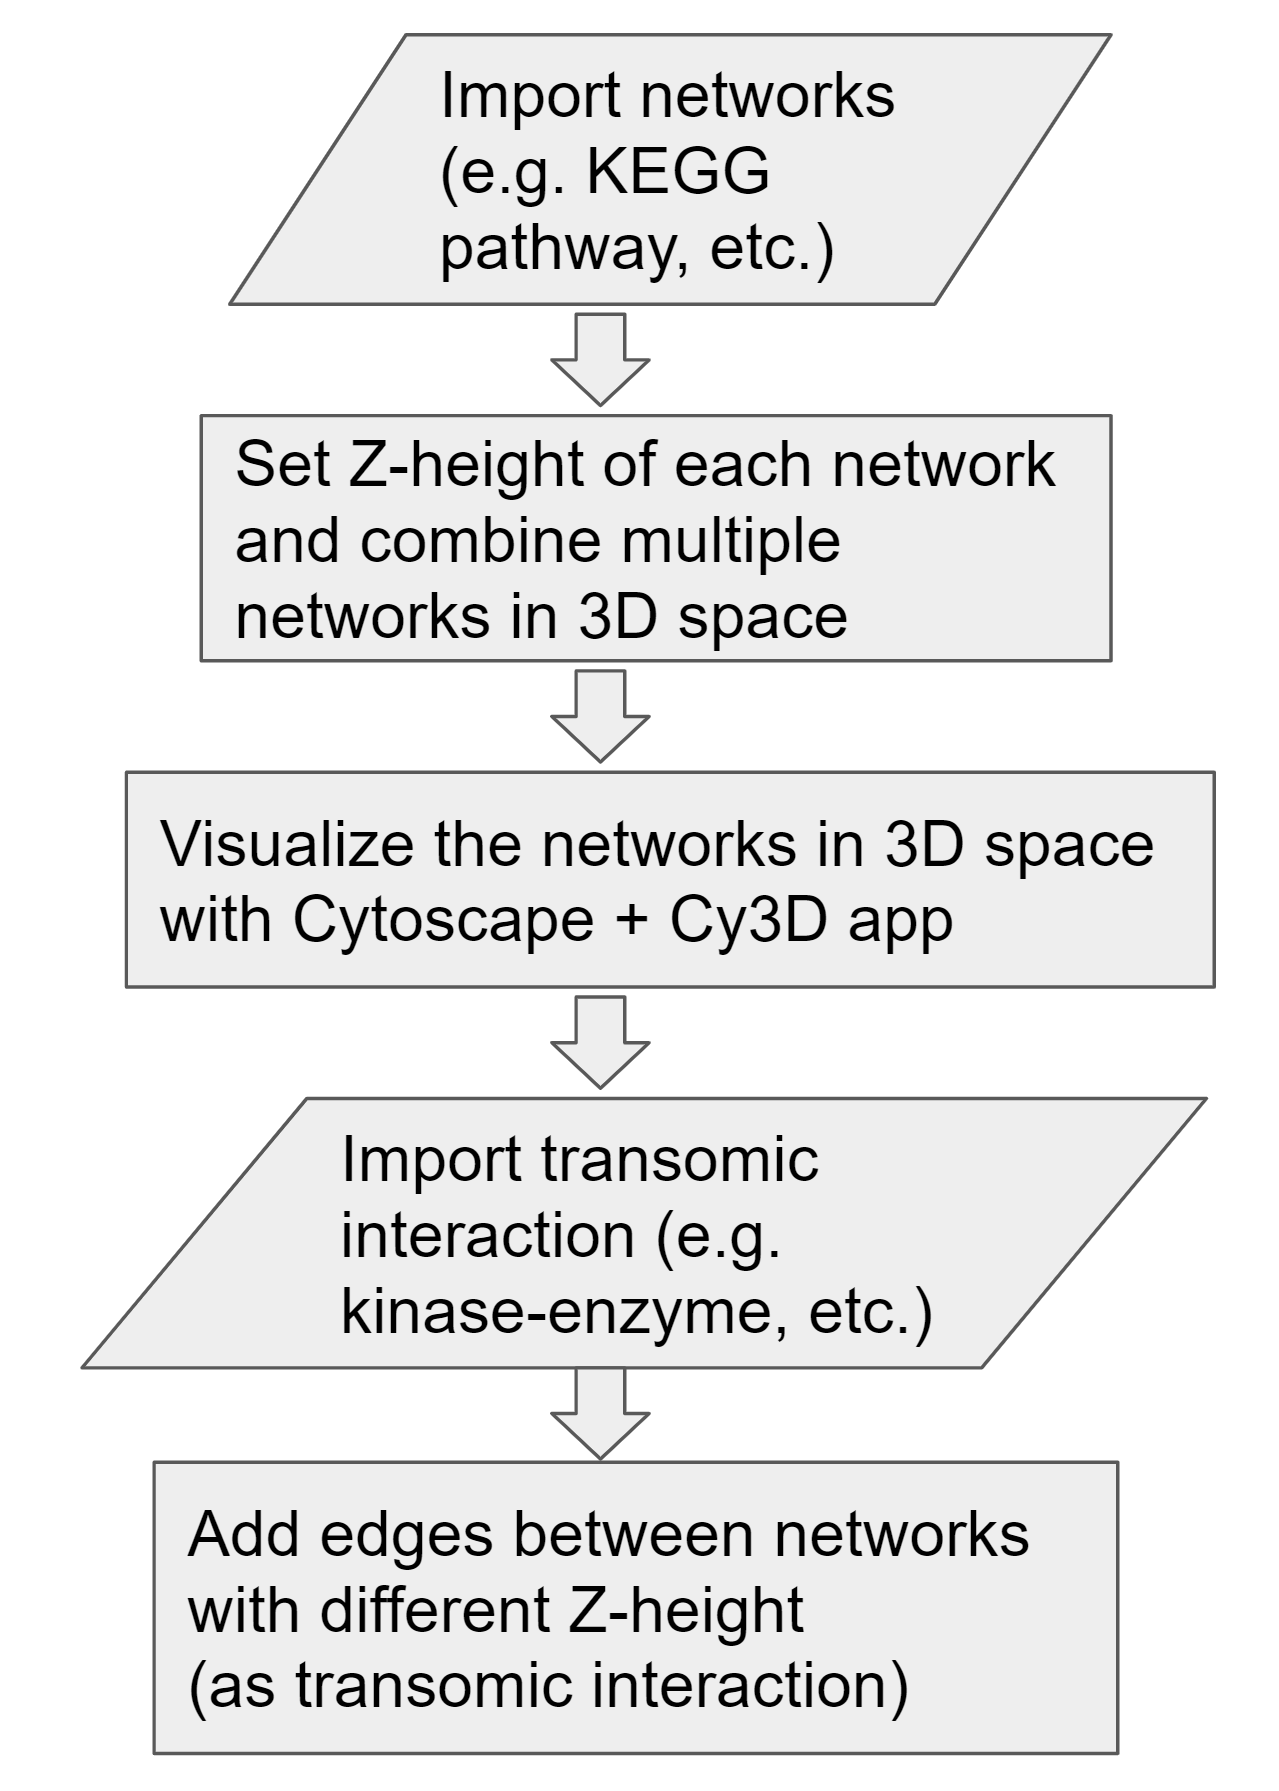 Import networks
(e.g. KEGG
pathway, etc.)
Set Z-height of each network
and combine multiple
networks in 3D space
Visualize the networks in 3D space
with Cytoscape + Cy3D app
Import transomic
interaction (e.g.
kinase-enzyme, etc.)
Add edges between networks
with different Z-height
(as transomic interaction)